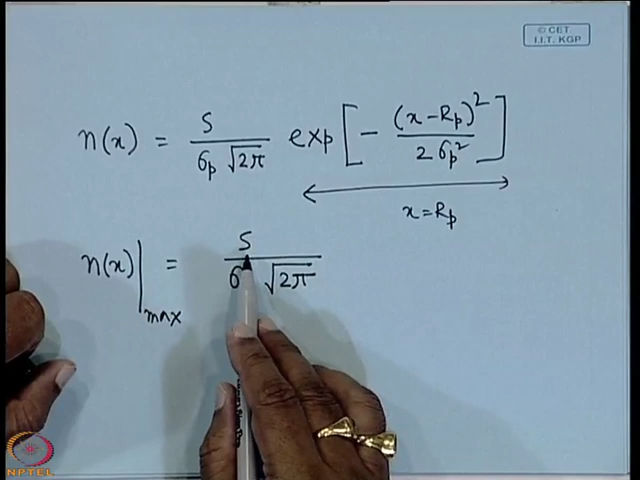 © CET
I.I.T. KGP
n(x) = S / (σp √2π) exp [ − (x − Rp)² / 2σp² ]
x = Rp
n(x)|max = S / (σ √2π)
NPTEL